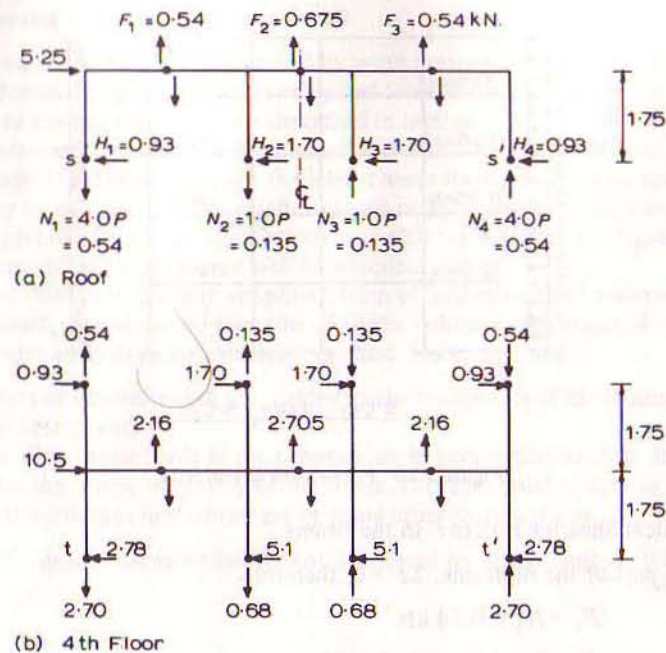 F₁=0.54 F₂=0.675 F₃=0.54 kN.
5.25
1.75
s H₁=0.93 H₂=1.70 H₃=1.70 s' H₄=0.93
℄
N₁=4.0P N₂=1.0P N₃=1.0P N₄=4.0P
=0.54 =0.135 =0.135 =0.54
(a) Roof
0.54 0.135 0.135 0.54
0.93 1.70 1.70 0.93
2.16 2.705 2.16 1.75
10.5
1.75
t 2.78 5.1 5.1 t' 2.78
2.70 0.68 0.68 2.70
(b) 4th Floor